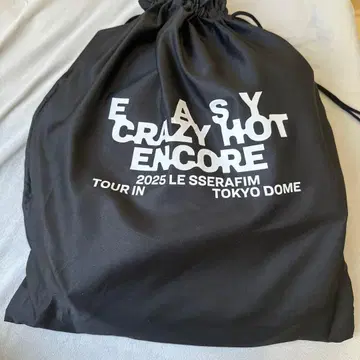 EASY
CRAZY HOT
ENCORE
2025 LE SSERAFIM
TOUR IN TOKYO DOME